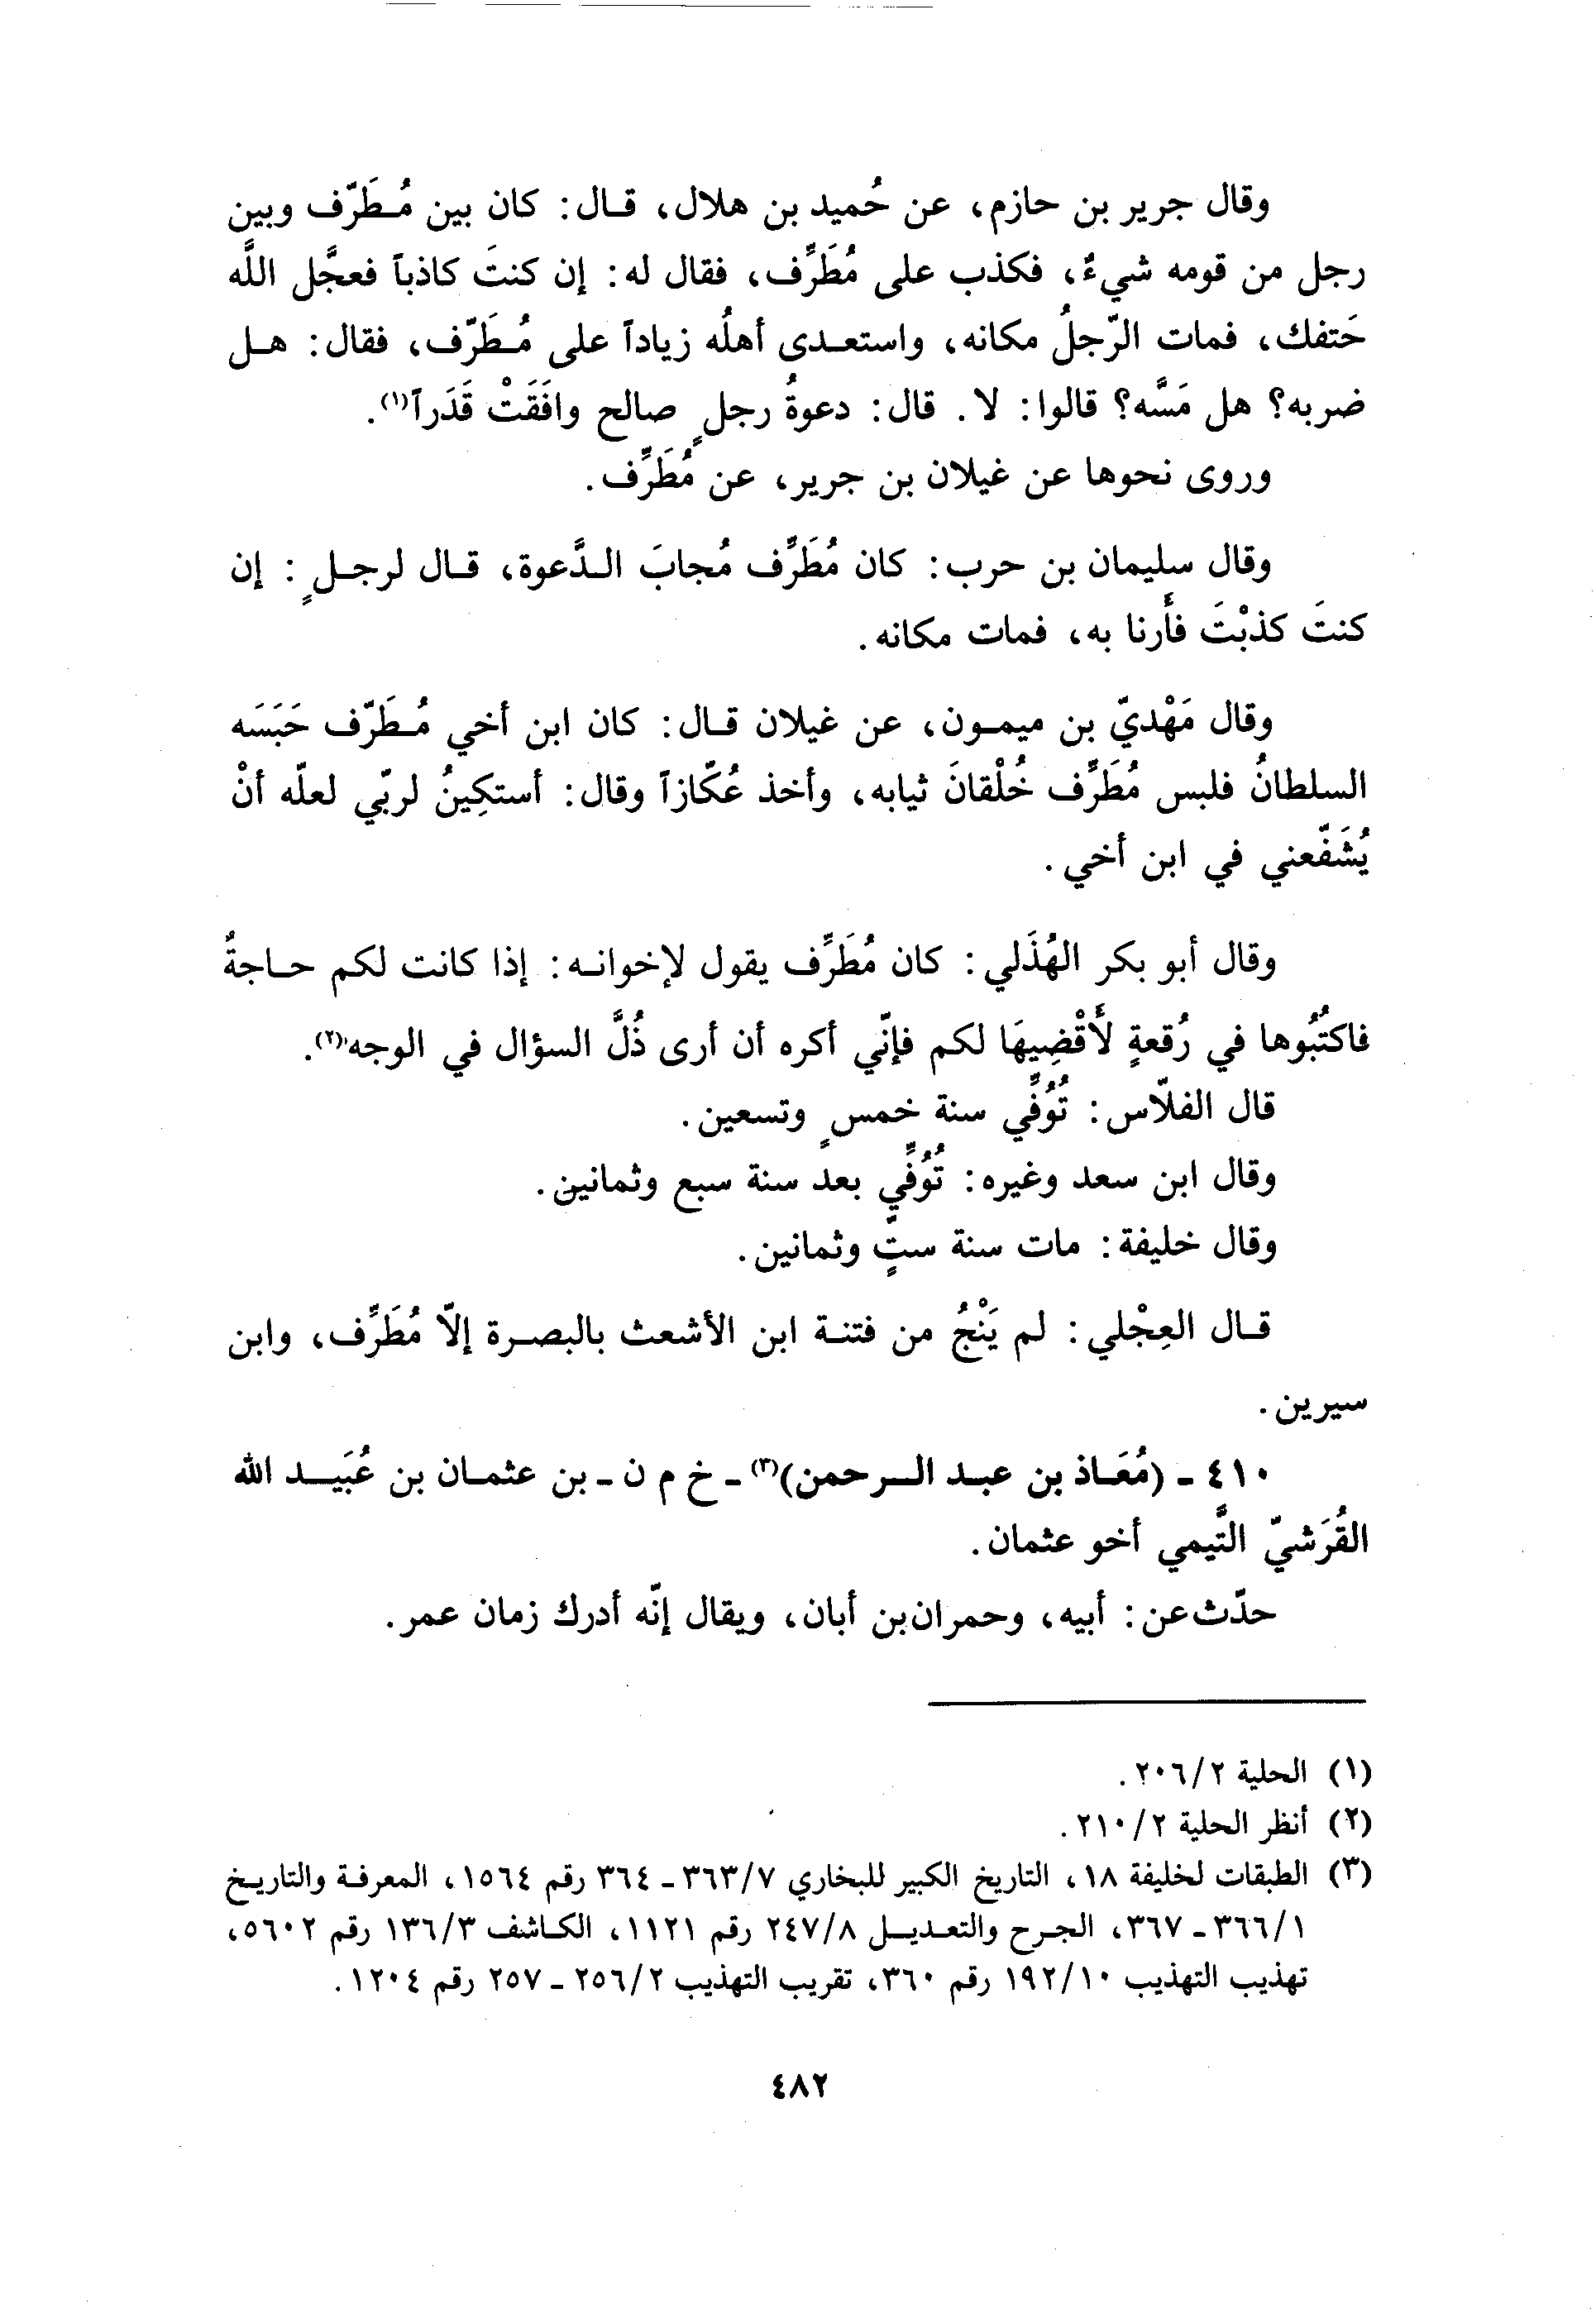 وقال جرير بن حازم، عن حُميد بن هلال، قال: كان بين مُطَرّف وبين
رجل من قومه شيءٌ، فكذب على مُطَرِّف، فقال له: إن كنتَ كاذباً فعجَّل اللَّه
حَتفك، فمات الرّجلُ مكانه، واستعدى أهلُه زياداً على مُطَرّف، فقال: هل
ضربه؟ هل مَسَّه؟ قالوا: لا. قال: دعوةُ رجلٍ صالح وافَقَتْ قَدَراً(١).
وروى نحوها عن غيلان بن جرير، عن مُطَرِّف.
وقال سليمان بن حرب: كان مُطَرِّف مُجابَ الدَّعوة، قال لرجلٍ: إن
كنتَ كذبْتَ فأَرنا به، فمات مكانه.
وقال مَهْديّ بن ميمون، عن غيلان قال: كان ابن أخي مُطَرّف حَبَسَه
السلطانُ فلبس مُطَرِّف خُلْقانَ ثيابه، وأخذ عُكّازاً وقال: أستكِينُ لربّي لعلّه أنْ
يُشَفّعني في ابن أخي.
وقال أبو بكر الهُذَلي: كان مُطَرِّف يقول لإخوانه: إذا كانت لكم حاجةٌ
فاكتُبُوها في رُقعةٍ لأَقْضِيهَا لكم فإنّي أكره أن أرى ذُلَّ السؤال في الوجه(٢).
قال الفلّاس: تُوُفِّي سنة خمسٍ وتسعين.
وقال ابن سعد وغيره: تُوُفِّي بعد سنة سبع وثمانين.
وقال خليفة: مات سنة ستٍّ وثمانين.
قال العِجْلي: لم يَنْجُ من فتنة ابن الأشعث بالبصرة إلاّ مُطَرِّف، وابن
سيرين.
٤١٠ - (مُعَاذ بن عبد الرحمن)(٣) - خ م ن - بن عثمان بن عُبَيد الله
القُرَشيّ التَّيمي أخو عثمان.
حدّث عن: أبيه، وحمران بن أبان، ويقال إنّه أدرك زمان عمر.
(١) الحلية ٢٠٦/٢.
(٢) أنظر الحلية ٢١٠/٢.
(٣) الطبقات لخليفة ١٨، التاريخ الكبير للبخاري ٣٦٣/٧ - ٣٦٤ رقم ١٥٦٤، المعرفة والتاريخ
٣٦٦/١ - ٣٦٧، الجرح والتعديل ٢٤٧/٨ رقم ١١٢١، الكاشف ١٣٦/٣ رقم ٥٦٠٢،
تهذيب التهذيب ١٩٢/١٠ رقم ٣٦٠، تقريب التهذيب ٢٥٦/٢ - ٢٥٧ رقم ١٢٠٤.
٤٨٢